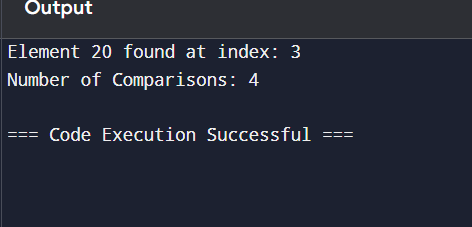 Output
Element 20 found at index: 3
Number of Comparisons: 4
=== Code Execution Successful ===